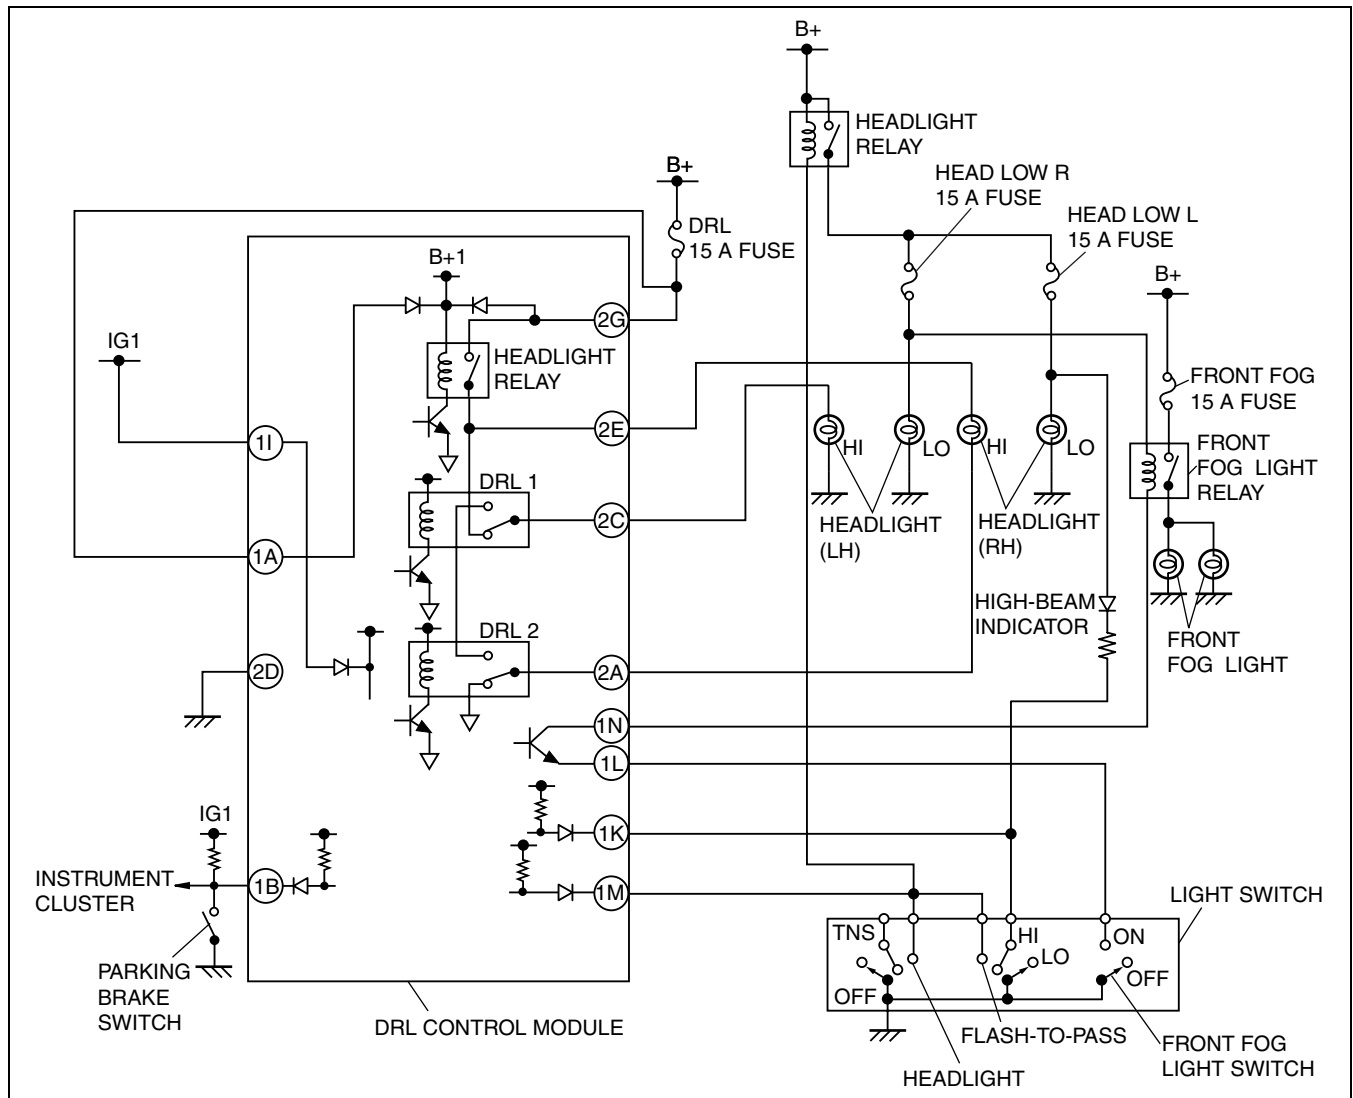 B+
HEADLIGHT
RELAY
B+
HEAD LOW R
15 A FUSE
HEAD LOW L
15 A FUSE
DRL
15 A FUSE
B+1
B+
IG1
2G
HEADLIGHT
RELAY
FRONT FOG
15 A FUSE
1I
2E
HI
LO
HI
LO
FRONT
FOG LIGHT
RELAY
DRL 1
2C
HEADLIGHT
(LH)
HEADLIGHT
(RH)
1A
HIGH-BEAM
INDICATOR
DRL 2
FRONT
FOG LIGHT
2D
2A
1N
1L
IG1
1K
INSTRUMENT
CLUSTER
1B
1M
LIGHT SWITCH
TNS
HI
LO
ON
OFF
OFF
PARKING
BRAKE
SWITCH
DRL CONTROL MODULE
FLASH-TO-PASS
FRONT FOG
LIGHT SWITCH
HEADLIGHT